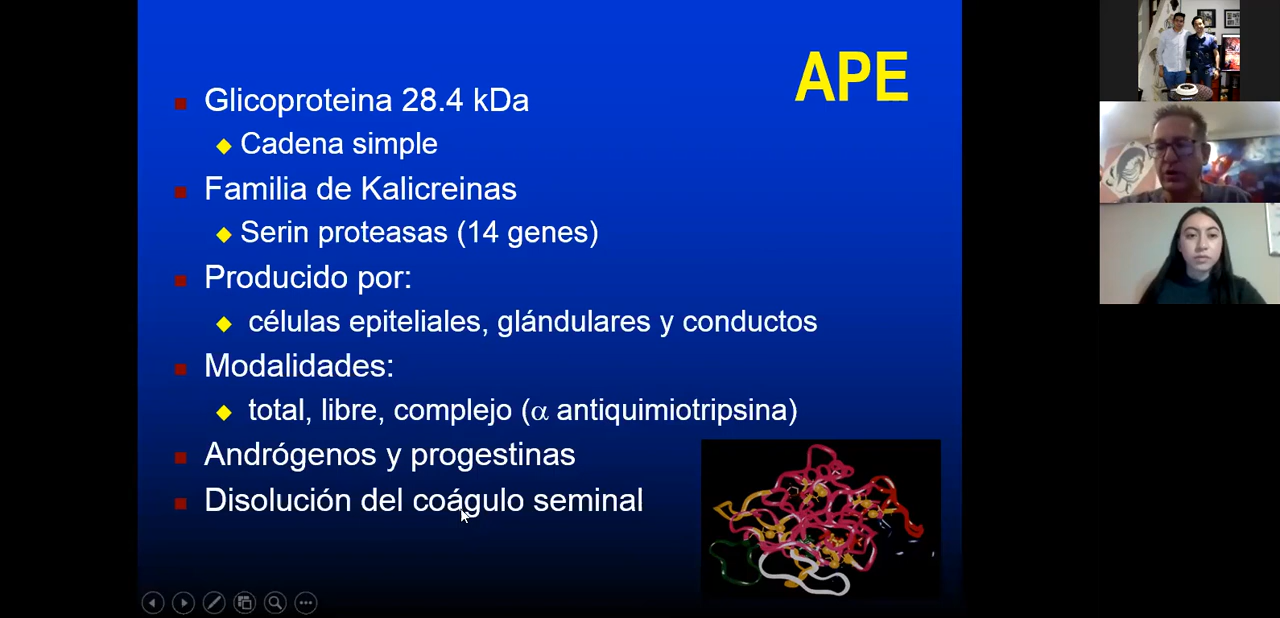 APE
Glicoproteina 28.4 kDa
Cadena simple
Familia de Kalicreinas
Serin proteasas (14 genes)
Producido por:
células epiteliales, glándulares y conductos
Modalidades:
total, libre, complejo (α antiquimiotripsina)
Andrógenos y progestinas
Disolución del coágulo seminal